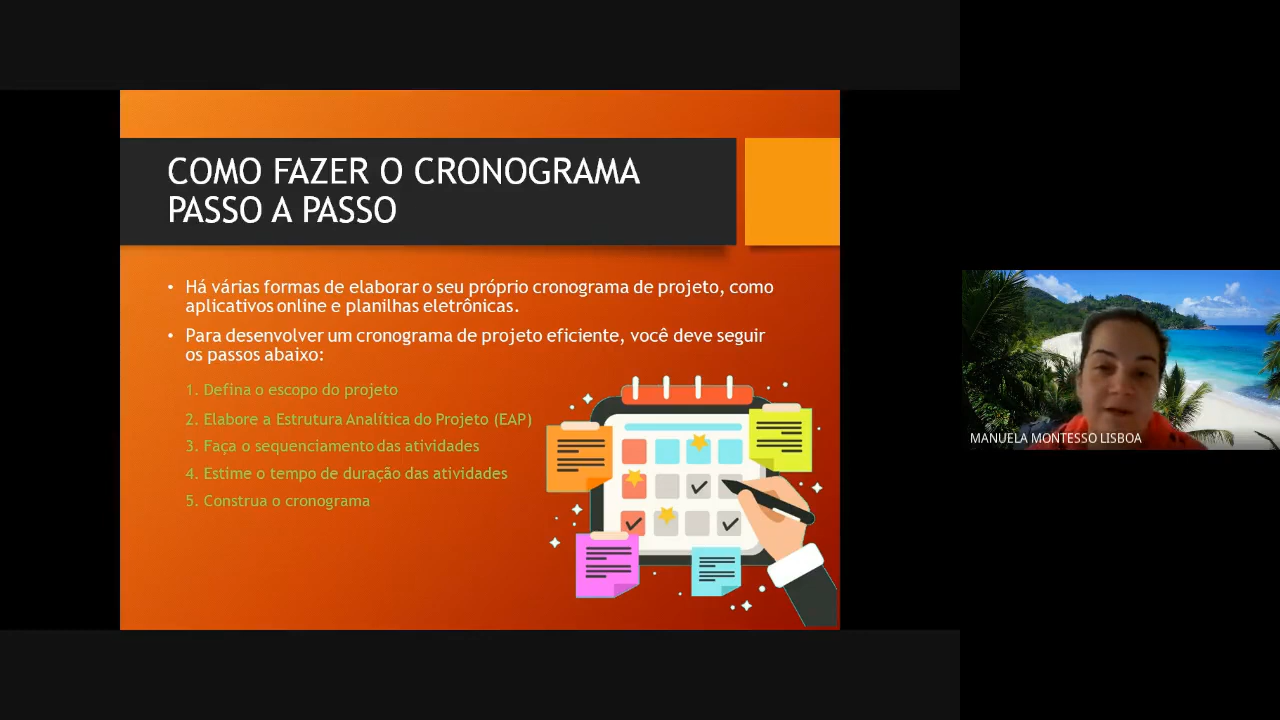 COMO FAZER O CRONOGRAMA
PASSO A PASSO
• Há várias formas de elaborar o seu próprio cronograma de projeto, como
aplicativos online e planilhas eletrônicas.
• Para desenvolver um cronograma de projeto eficiente, você deve seguir
os passos abaixo:
1. Defina o escopo do projeto
2. Elabore a Estrutura Analítica do Projeto (EAP)
3. Faça o sequenciamento das atividades
4. Estime o tempo de duração das atividades
5. Construa o cronograma
MANUELA MONTESSO LISBOA